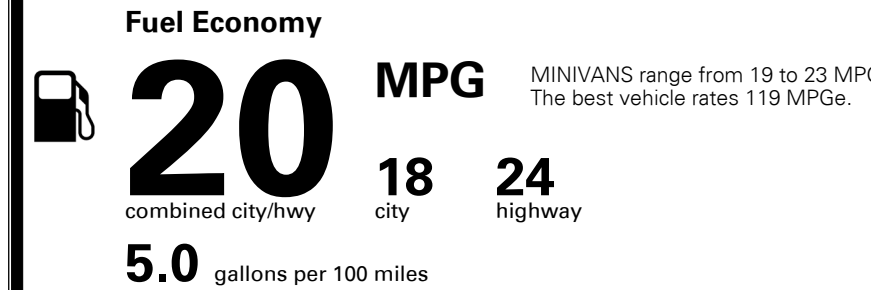 Fuel Economy
20 MPG
MINIVANS range from 19 to 23 MPG
The best vehicle rates 119 MPGe.
18 24
combined city/hwy city highway
5.0 gallons per 100 miles